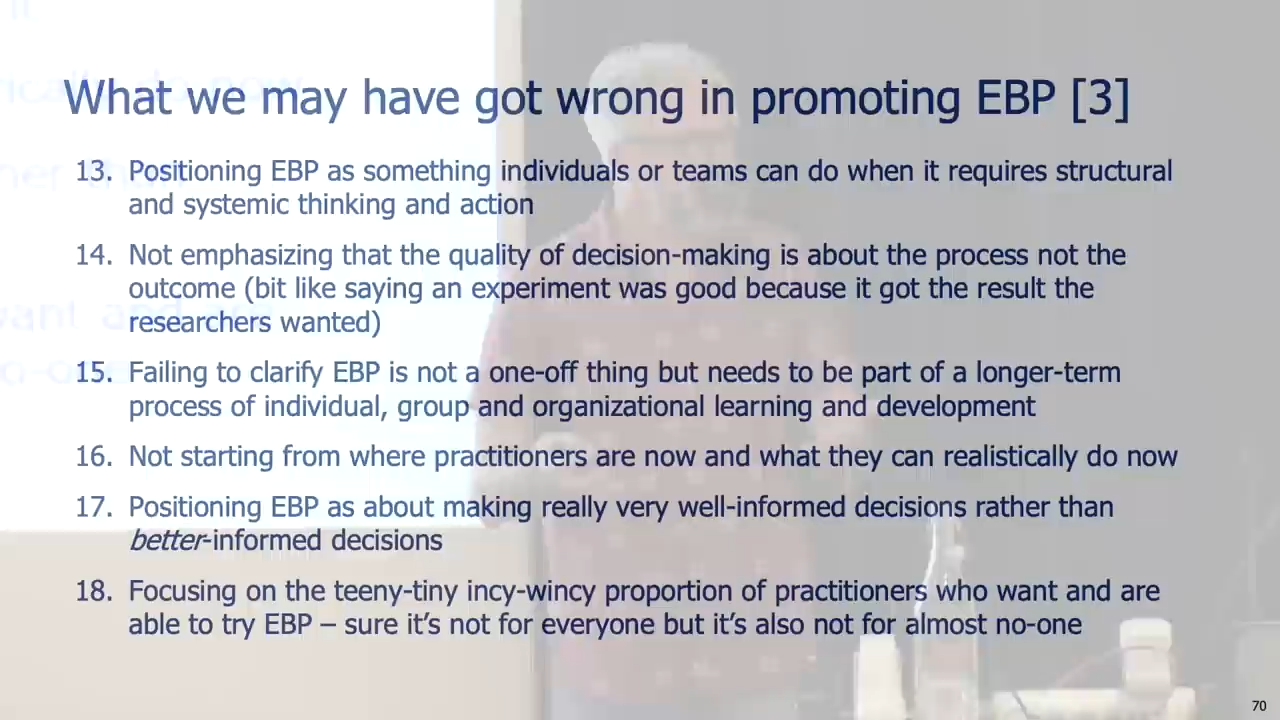 What we may have got wrong in promoting EBP [3]
13. Positioning EBP as something individuals or teams can do when it requires structural
and systemic thinking and action
14. Not emphasizing that the quality of decision-making is about the process not the
outcome (bit like saying an experiment was good because it got the result the
researchers wanted)
15. Failing to clarify EBP is not a one-off thing but needs to be part of a longer-term
process of individual, group and organizational learning and development
16. Not starting from where practitioners are now and what they can realistically do now
17. Positioning EBP as about making really very well-informed decisions rather than
better-informed decisions
18. Focusing on the teeny-tiny incy-wincy proportion of practitioners who want and are
able to try EBP – sure it's not for everyone but it's also not for almost no-one
70